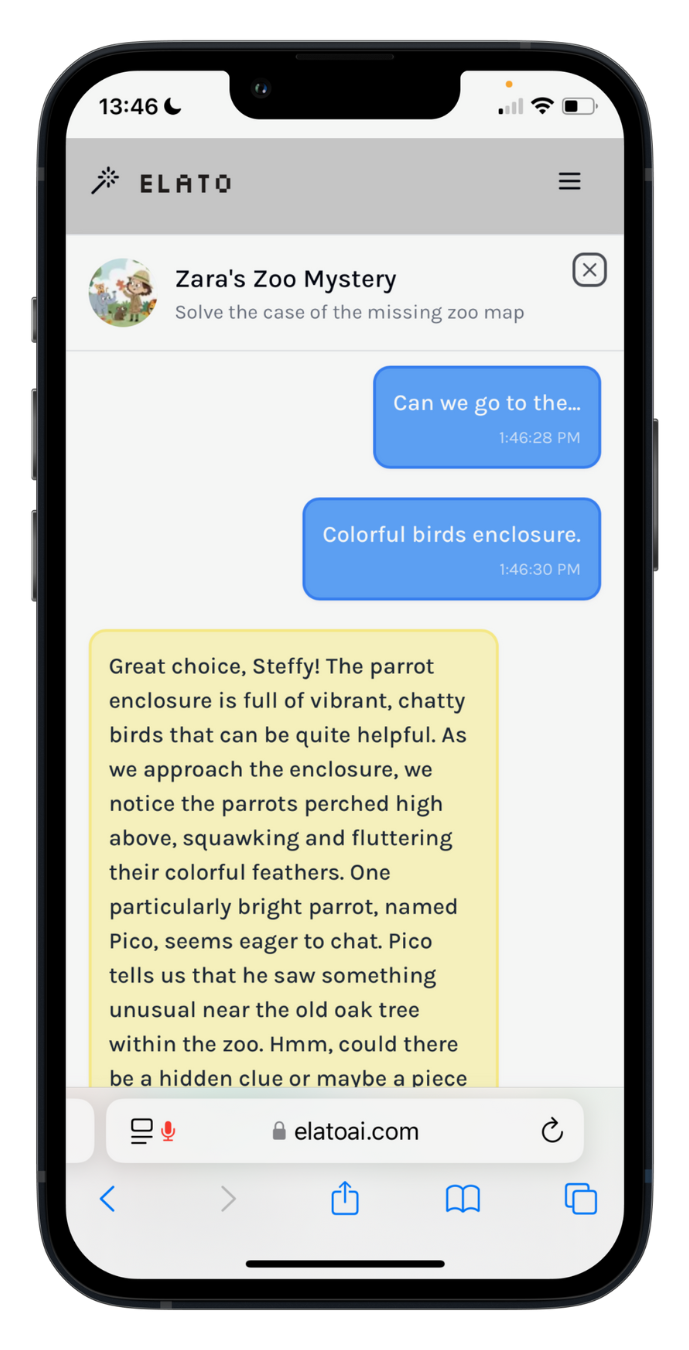 13:46
ELATO
Zara's Zoo Mystery
Solve the case of the missing zoo map
Can we go to the...
1:46:28 PM
Colorful birds enclosure.
1:46:30 PM
Great choice, Steffy! The parrot
enclosure is full of vibrant, chatty
birds that can be quite helpful. As
we approach the enclosure, we
notice the parrots perched high
above, squawking and fluttering
their colorful feathers. One
particularly bright parrot, named
Pico, seems eager to chat. Pico
tells us that he saw something
unusual near the old oak tree
within the zoo. Hmm, could there
be a hidden clue or maybe a piece
elatoai.com